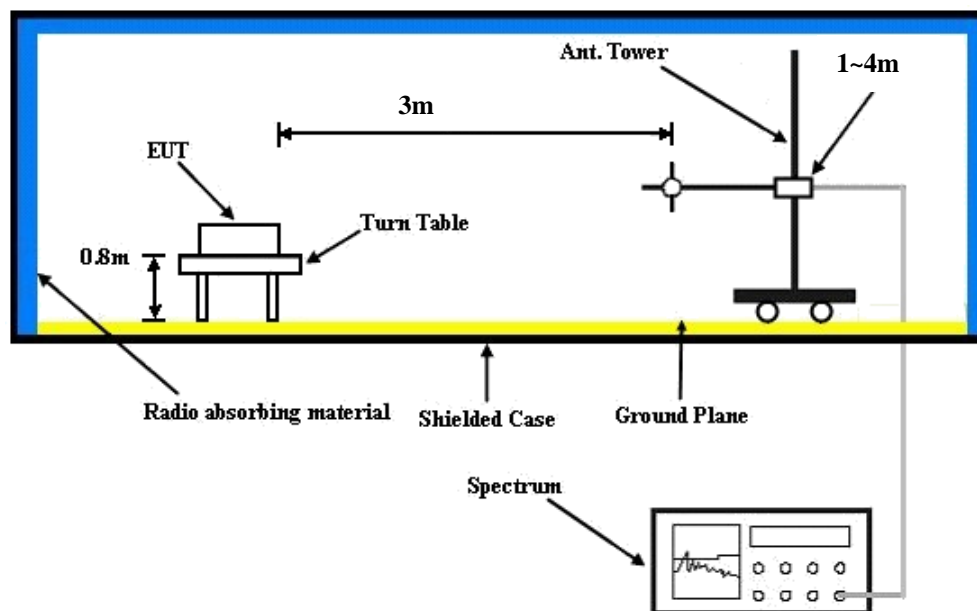 Ant. Tower
1~4m
3m
EUT
Turn Table
0.8m
Radio absorbing material
Shielded Case
Ground Plane
Spectrum